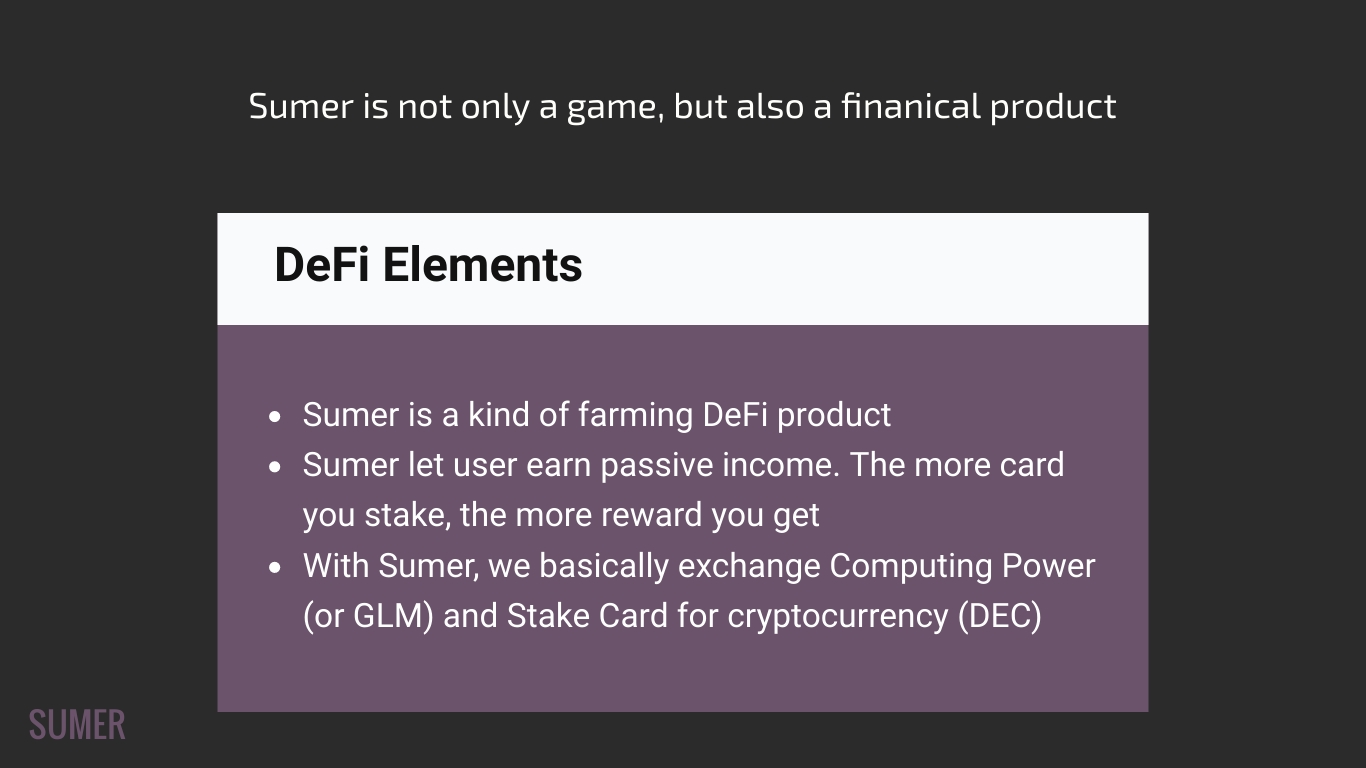 Sumer is not only a game, but also a finanical product
DeFi Elements
• Sumer is a kind of farming DeFi product
• Sumer let user earn passive income. The more card
you stake, the more reward you get
• With Sumer, we basically exchange Computing Power
(or GLM) and Stake Card for cryptocurrency (DEC)
SUMER